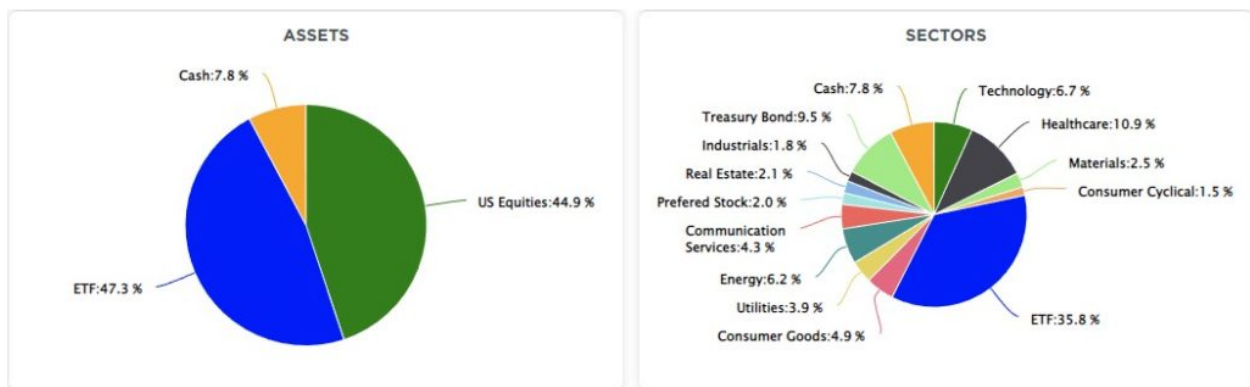 ASSETS
Cash:7.8 %
US Equities:44.9 %
ETF:47.3 %
SECTORS
Cash:7.8 %
Technology:6.7 %
Treasury Bond:9.5 %
Healthcare:10.9 %
Industrials:1.8 %
Materials:2.5 %
Real Estate:2.1 %
Consumer Cyclical:1.5 %
Prefered Stock:2.0 %
Communication
Services:4.3 %
Energy:6.2 %
Utilities:3.9 %
ETF:35.8 %
Consumer Goods:4.9 %